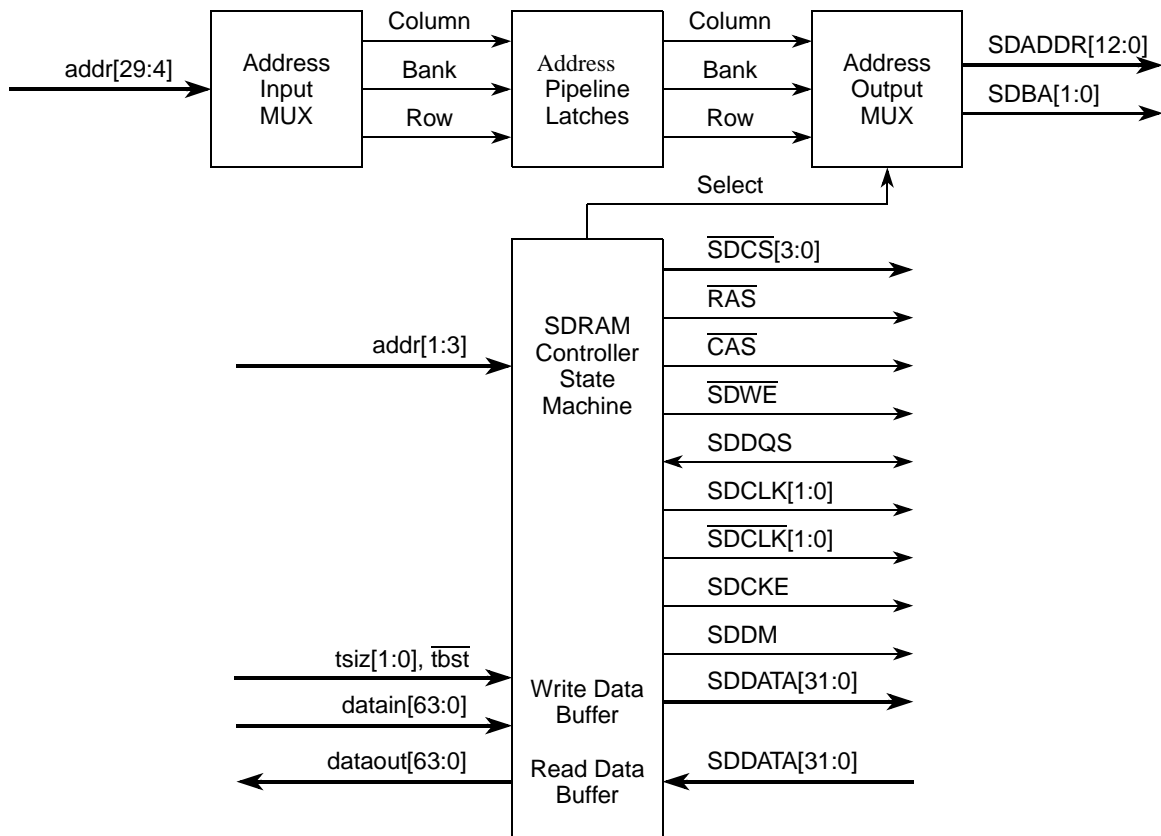 addr[29:4]
Address
Input
MUX
Column
Bank
Row
Address
Pipeline
Latches
Column
Bank
Row
Address
Output
MUX
SDADDR[12:0]
SDBA[1:0]
Select
addr[1:3]
tsiz[1:0], tbst
datain[63:0]
dataout[63:0]
SDRAM
Controller
State
Machine
Write Data
Buffer
Read Data
Buffer
SDCS[3:0]
RAS
CAS
SDWE
SDDQS
SDCLK[1:0]
SDCLK[1:0]
SDCKE
SDDM
SDDATA[31:0]
SDDATA[31:0]